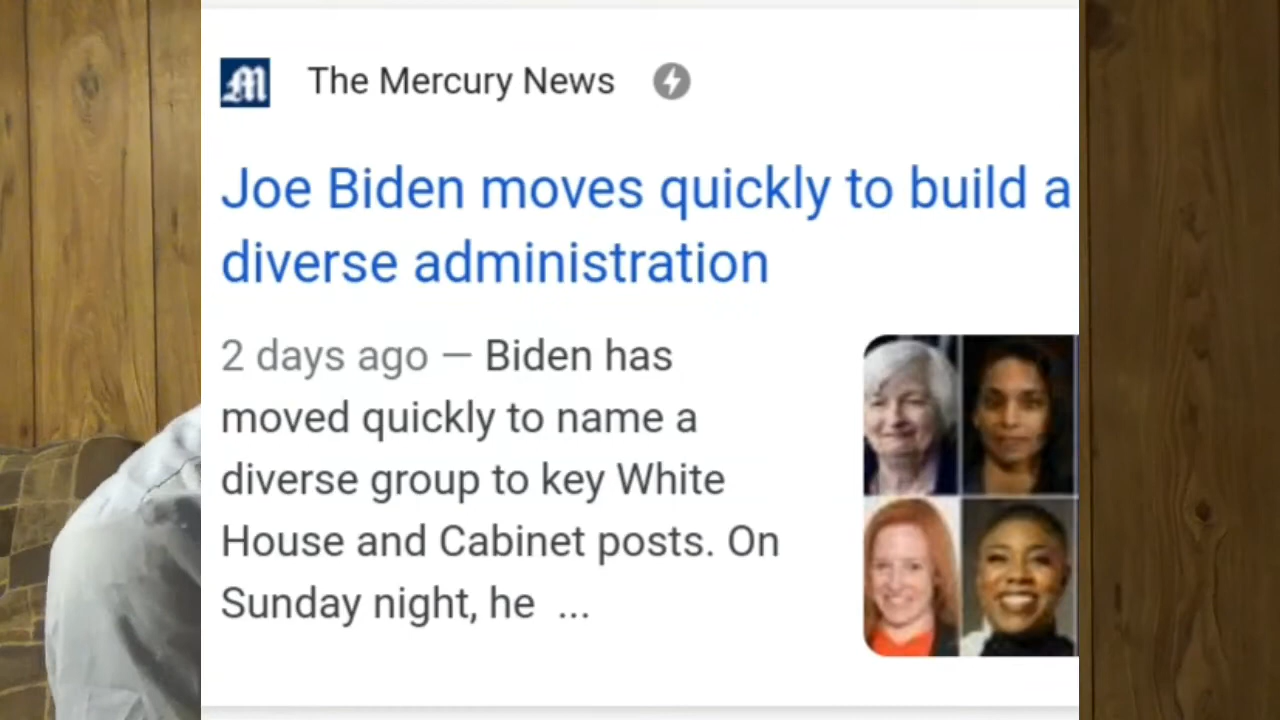 The Mercury News
Joe Biden moves quickly to build a
diverse administration
2 days ago — Biden has
moved quickly to name a
diverse group to key White
House and Cabinet posts. On
Sunday night, he ...